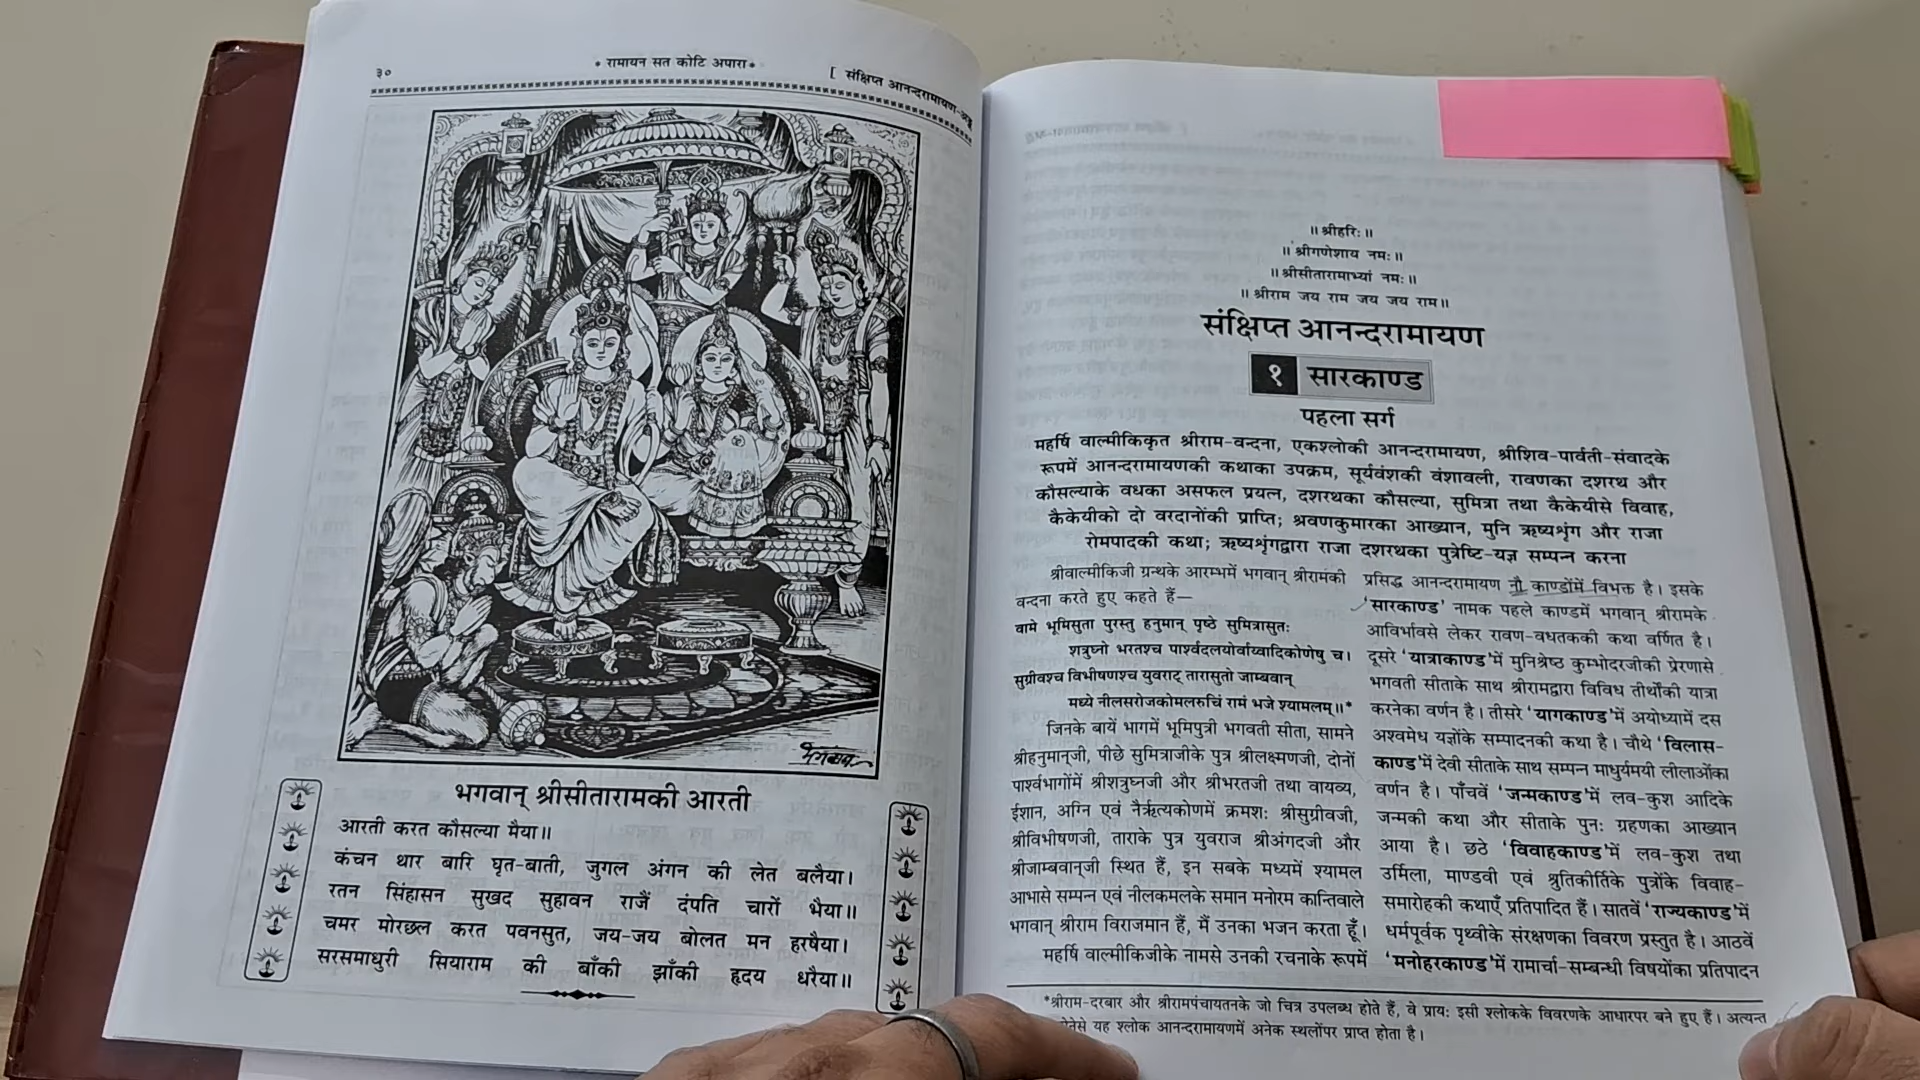 ३०
* रामायन सत कोटि अपारा *
[ संक्षिप्त आनन्दरामायण-अङ्क
भगवान् श्रीसीतारामकी आरती
आरती करत कौसल्या मैया॥
कंचन थार बारि घृत-बाती, जुगल अंगन की लेत बलैया।
रतन सिंहासन सुखद सुहावन राजैं दंपति चारों भैया॥
चमर मोरछल करत पवनसुत, जय-जय बोलत मन हरषैया।
सरसमाधुरी सियाराम की बाँकी झाँकी हृदय धरैया॥
॥ श्रीहरिः॥
॥ श्रीगणेशाय नमः॥
॥ श्रीसीतारामाभ्यां नमः॥
॥ श्रीराम जय राम जय जय राम॥
संक्षिप्त आनन्दरामायण
१ सारकाण्ड
पहला सर्ग
महर्षि वाल्मीकिकृत श्रीराम-वन्दना, एकश्लोकी आनन्दरामायण, श्रीशिव-पार्वती-संवादके
रूपमें आनन्दरामायणकी कथाका उपक्रम, सूर्यवंशकी वंशावली, रावणका दशरथ और
कौसल्याके वधका असफल प्रयत्न, दशरथका कौसल्या, सुमित्रा तथा कैकेयीसे विवाह,
कैकेयीको दो वरदानोंकी प्राप्ति; श्रवणकुमारका आख्यान, मुनि ऋष्यशृंग और राजा
रोमपादकी कथा; ऋष्यशृंगद्वारा राजा दशरथका पुत्रेष्टि-यज्ञ सम्पन्न करना
श्रीवाल्मीकिजी ग्रन्थके आरम्भमें भगवान् श्रीरामकी
वन्दना करते हुए कहते हैं—
वामे भूमिसुता पुरस्तु हनुमान् पृष्ठे सुमित्रासुतः
शत्रुघ्नो भरतश्च पार्श्वदलयोर्वाय्वादिकोणेषु च।
सुग्रीवश्च विभीषणश्च युवराट् तारासुतो जाम्बवान्
मध्ये नीलसरोजकोमलरुचिं रामं भजे श्यामलम्॥*
जिनके बायें भागमें भूमिपुत्री भगवती सीता, सामने
श्रीहनुमान्‌जी, पीछे सुमित्राजीके पुत्र श्रीलक्ष्मणजी, दोनों
पार्श्वभागोंमें श्रीशत्रुघ्नजी और श्रीभरतजी तथा वायव्य,
ईशान, अग्नि एवं नैर्ऋत्यकोणमें क्रमशः श्रीसुग्रीवजी,
श्रीविभीषणजी, ताराके पुत्र युवराज श्रीअंगदजी और
श्रीजाम्बवान्‌जी स्थित हैं, इन सबके मध्यमें श्यामल
आभासे सम्पन्न एवं नीलकमलके समान मनोरम कान्तिवाले
भगवान् श्रीराम विराजमान हैं, मैं उनका भजन करता हूँ।
महर्षि वाल्मीकिजीके नामसे उनकी रचनाके रूपमें
प्रसिद्ध आनन्दरामायण नौ काण्डोंमें विभक्त है। इसके
'सारकाण्ड' नामक पहले काण्डमें भगवान् श्रीरामके
आविर्भावसे लेकर रावण-वधतककी कथा वर्णित है।
दूसरे 'यात्राकाण्ड'में मुनिश्रेष्ठ कुम्भोदरजीकी प्रेरणासे
भगवती सीताके साथ श्रीरामद्वारा विविध तीर्थोंकी यात्रा
करनेका वर्णन है। तीसरे 'यागकाण्ड'में अयोध्यामें दस
अश्वमेध यज्ञोंके सम्पादनकी कथा है। चौथे 'विलास-
काण्ड'में देवी सीताके साथ सम्पन्न माधुर्यमयी लीलाओंका
वर्णन है। पाँचवें 'जन्मकाण्ड'में लव-कुश आदिके
जन्मकी कथा और सीताके पुनः ग्रहणका आख्यान
आया है। छठे 'विवाहकाण्ड'में लव-कुश तथा
उर्मिला, माण्डवी एवं श्रुतिकीर्तिके पुत्रोंके विवाह-
समारोहकी कथाएँ प्रतिपादित हैं। सातवें 'राज्यकाण्ड'में
धर्मपूर्वक पृथ्वीके संरक्षणका विवरण प्रस्तुत है। आठवें
'मनोहरकाण्ड'में रामार्चा-सम्बन्धी विषयोंका प्रतिपादन
*श्रीराम-दरबार और श्रीरामपंचायतनके जो चित्र उपलब्ध होते हैं, वे प्रायः इसी श्लोकके विवरणके आधारपर बने हुए हैं। अत्यन्त
यह श्लोक आनन्दरामायणमें अनेक स्थलोंपर प्राप्त होता है।